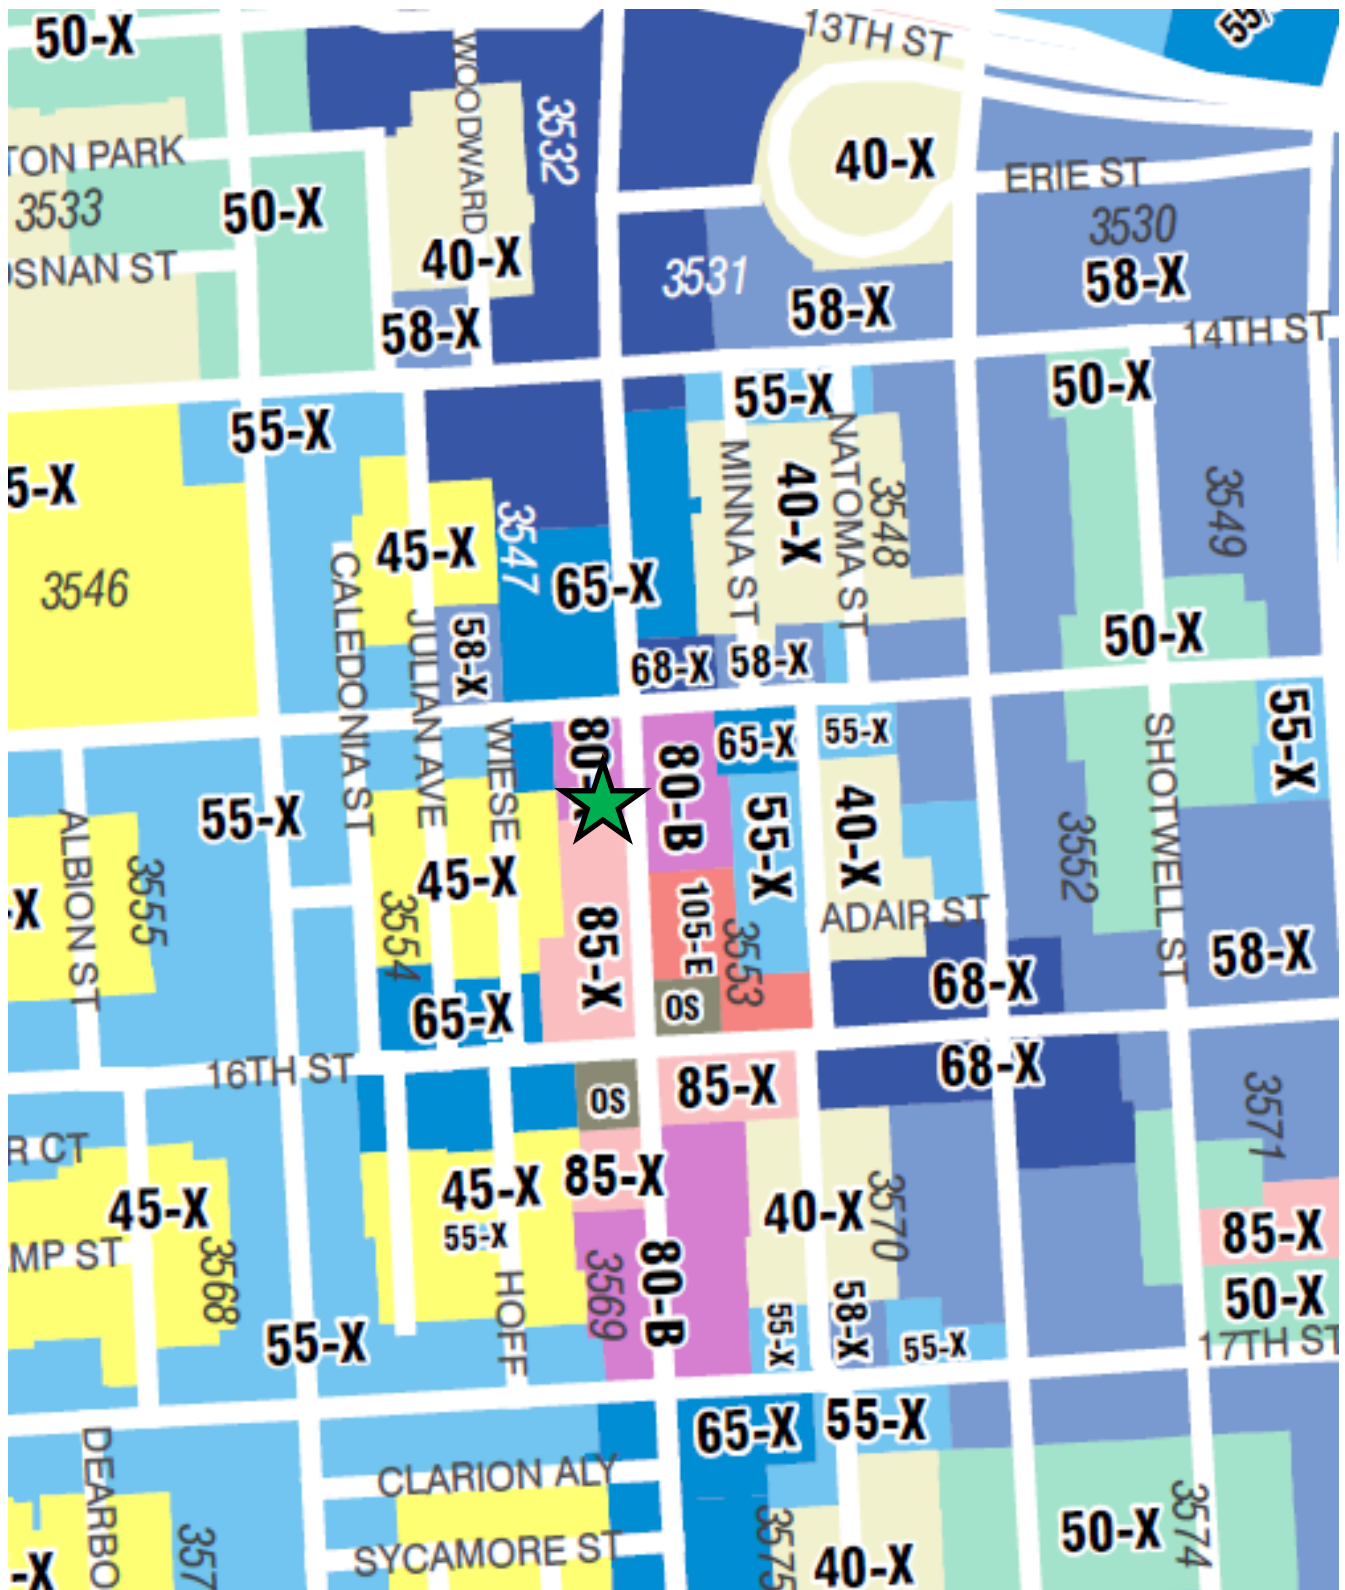 50-X
13TH ST
55/
WOODWARD
3532
TON PARK
40-X
ERIE ST
3533
50-X
3530
OSNAN ST
40-X
3531
58-X
58-X
58-X
14TH ST
55-X
55-X
50-X
5-X
MINNA ST
40-X
NATOMA ST
3548
3549
45-X
3547
3546
CALEDONIA ST
JULIAN AVE
58-X
65-X
50-X
68-X
58-X
WIESE
80-B
65-X
55-X
SHOTWELL ST
55-X
ALBION ST
55-X
55-X
40-X
3555
3552
-X
45-X
105-E
ADAIR ST
3554
85-X
3553
58-X
65-X
OS
68-X
16TH ST
68-X
OS
85-X
3571
R CT
45-X
45-X
85-X
40-X
3570
55-X
85-X
MP ST
3568
HOFF
3569
80-B
55-X
58-X
55-X
50-X
55-X
17TH ST
65-X
55-X
DEARBO
CLARION ALY
357
3575
50-X
3574
SYCAMORE ST
-X
40-X